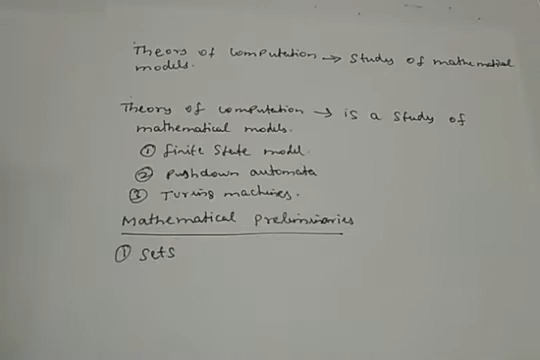 Theory of computation → study of mathematical
models.
Theory of computation → is a study of
mathematical models.
① finite state model.
② pushdown automata
③ Turing machines.
Mathematical Preliminaries
① sets